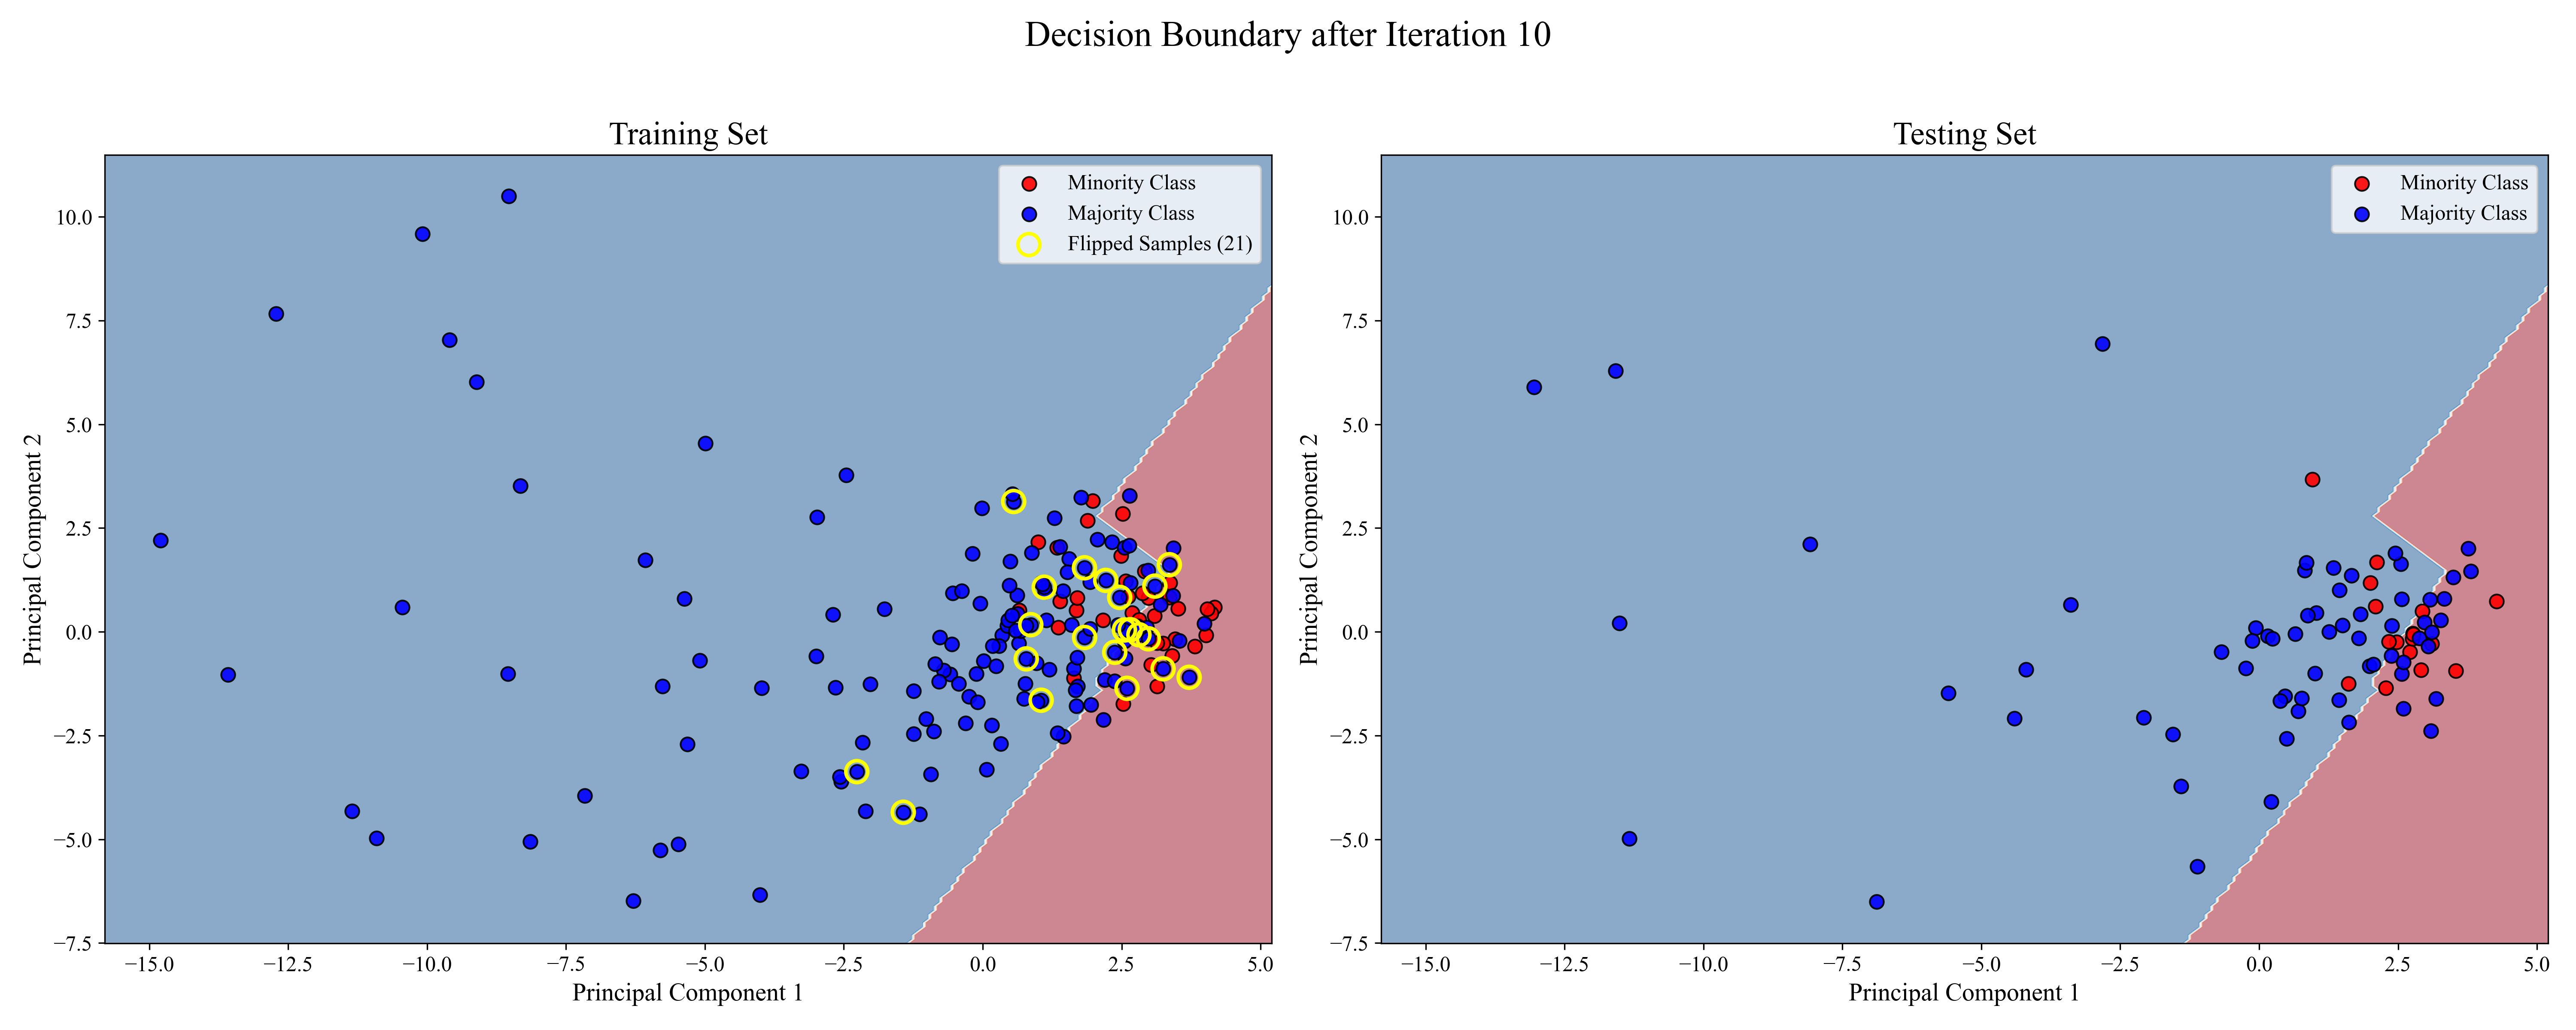 Decision Boundary after Iteration 10
Training Set
Minority Class
Majority Class
Flipped Samples (21)
10.0
7.5
5.0
2.5
0.0
−2.5
−5.0
−7.5
Principal Component 2
−15.0 −12.5 −10.0 −7.5 −5.0 −2.5 0.0 2.5 5.0
Principal Component 1
Testing Set
Minority Class
Majority Class
10.0
7.5
5.0
2.5
0.0
−2.5
−5.0
−7.5
Principal Component 2
−15.0 −12.5 −10.0 −7.5 −5.0 −2.5 0.0 2.5 5.0
Principal Component 1